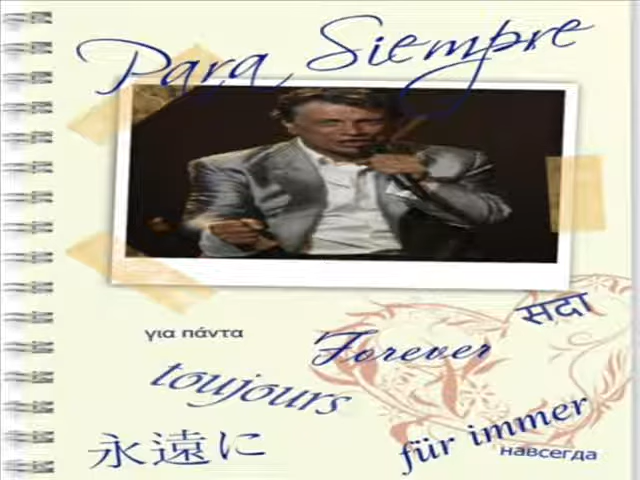 Para Siempre
सदा
για πάντα
Forever
toujours
für immer
永遠に
навсегда